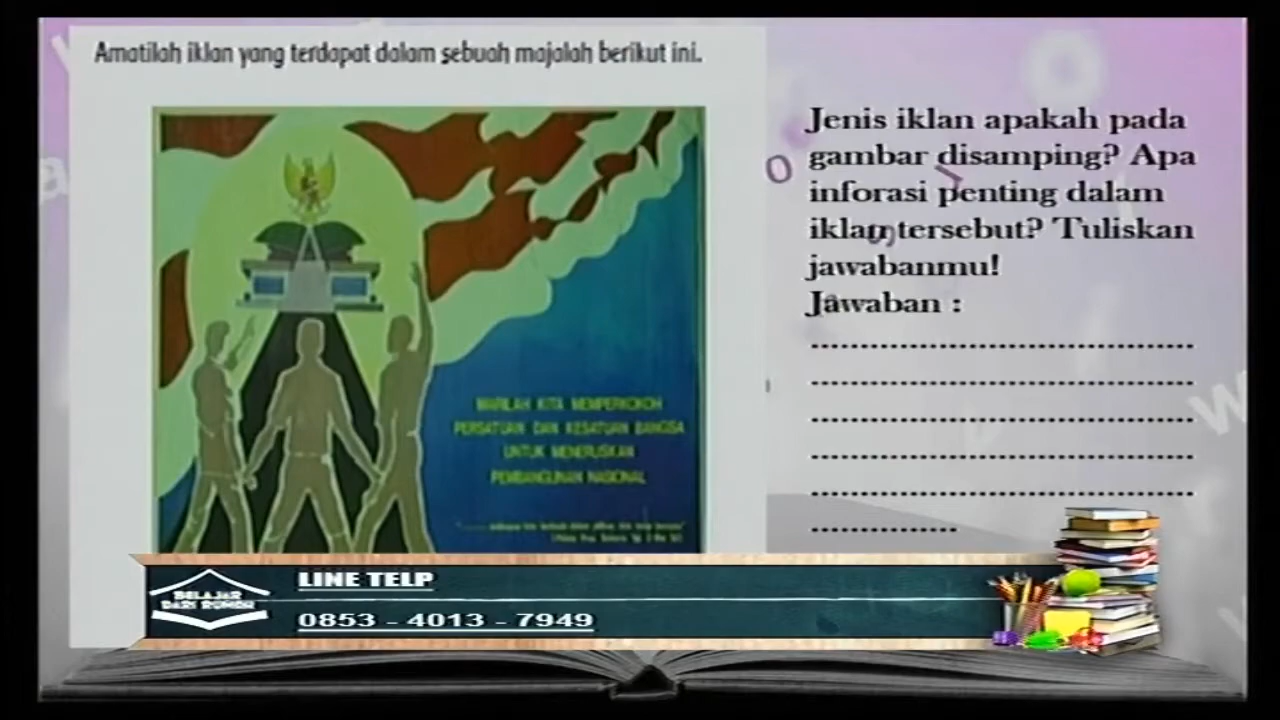 Amatilah iklan yang terdapat dalam sebuah majalah berikut ini.
Jenis iklan apakah pada
gambar disamping? Apa
inforasi penting dalam
iklan tersebut? Tuliskan
jawabanmu!
Jawaban :
MARILAH KITA MEMPERKOKOH
PERSATUAN DAN KESATUAN BANGSA
UNTUK MENERUSKAN
PEMBANGUNAN NASIONAL
BELAJAR
DARI RUMAH
LINE TELP
0853 - 4013 - 7949